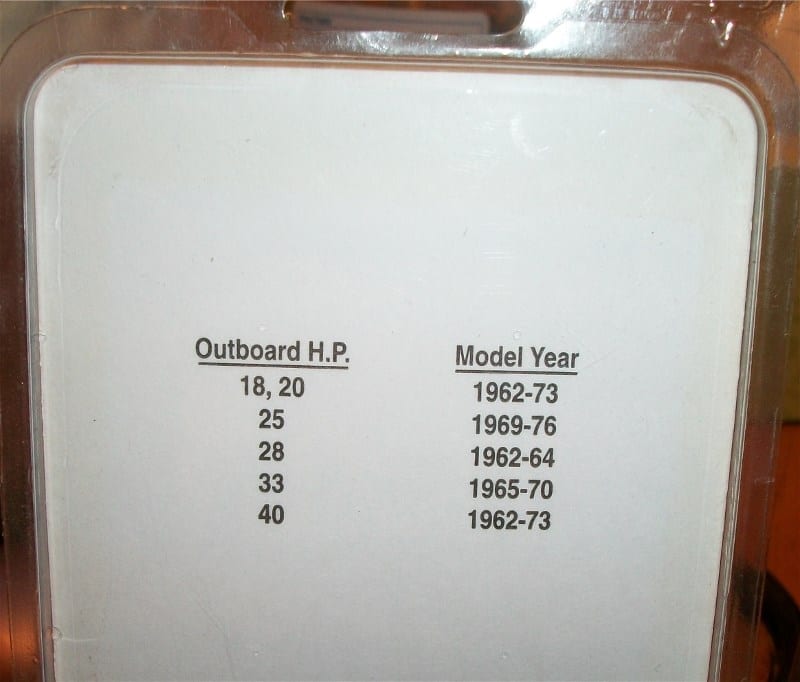 Outboard H.P. Model Year
18, 20 1962-73
25 1969-76
28 1962-64
33 1965-70
40 1962-73